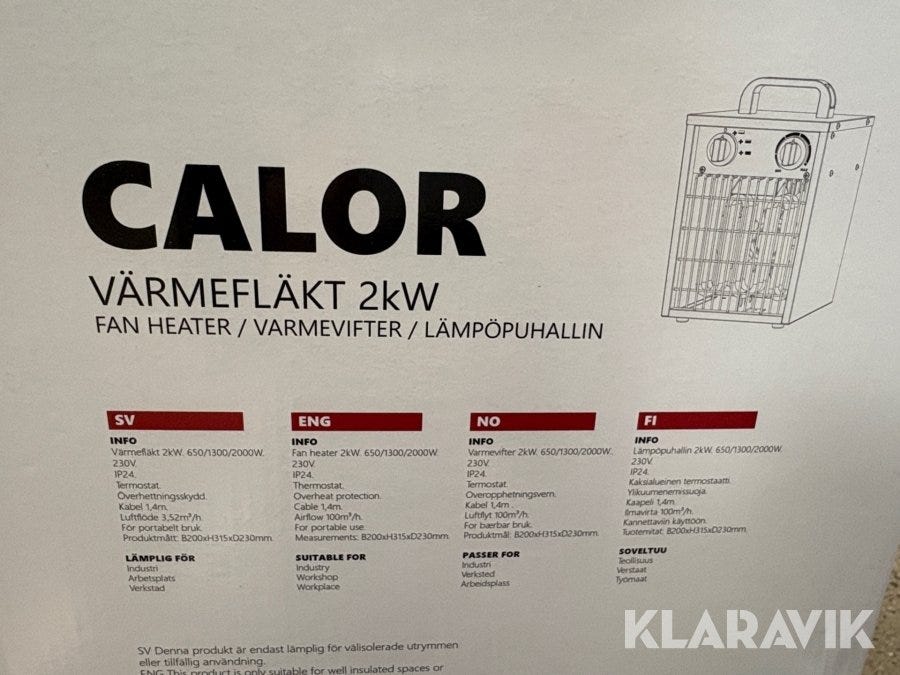 CALOR
VÄRMEFLÄKT 2kW
FAN HEATER / VARMEVIFTER / LÄMPÖPUHALLIN
MIN MAX
SV
INFO
Värmefläkt 2kW. 650/1300/2000W.
230V.
IP24.
Termostat.
Överhettningsskydd.
Kabel 1,4m.
Luftflöde 3,52m³/h.
För portabelt bruk.
Produktmått: B200xH315xD230mm.
LÄMPLIG FÖR
Industri
Arbetsplats
Verkstad
ENG
INFO
Fan heater 2kW. 650/1300/2000W.
230V.
IP24.
Thermostat.
Overheat protection.
Cable 1,4m.
Airflow 100m³/h.
For portable use.
Measurements: B200xH315xD230mm.
SUITABLE FOR
Industry
Workshop
Workplace
NO
INFO
Varmevifter 2kW. 650/1300/2000W.
230V.
IP24.
Termostat.
Overopphetningsvern.
Kabel 1,4m.
Luftflyt 100m³/h.
For bærbar bruk.
Produktmål: B200xH315xD230mm.
PASSER FOR
Industri
Verksted
Arbeidsplass
FI
INFO
Lämpöpuhallin 2kW. 650/1300/2000W.
230V.
IP24.
Kaksialueinen termostaatti.
Ylikuumenemissuoja.
Kaapeli 1,4m.
Ilmavirta 100m³/h.
Kannettaviin käyttöön.
Tuotemitat: B200xH315xD230mm.
SOVELTUU
Teollisuus
Verstaat
Työmaat
SV Denna produkt är endast lämplig för välisolerade utrymmen
eller tillfällig användning.
ENG This product is only suitable for well insulated spaces or
KLARAVIK